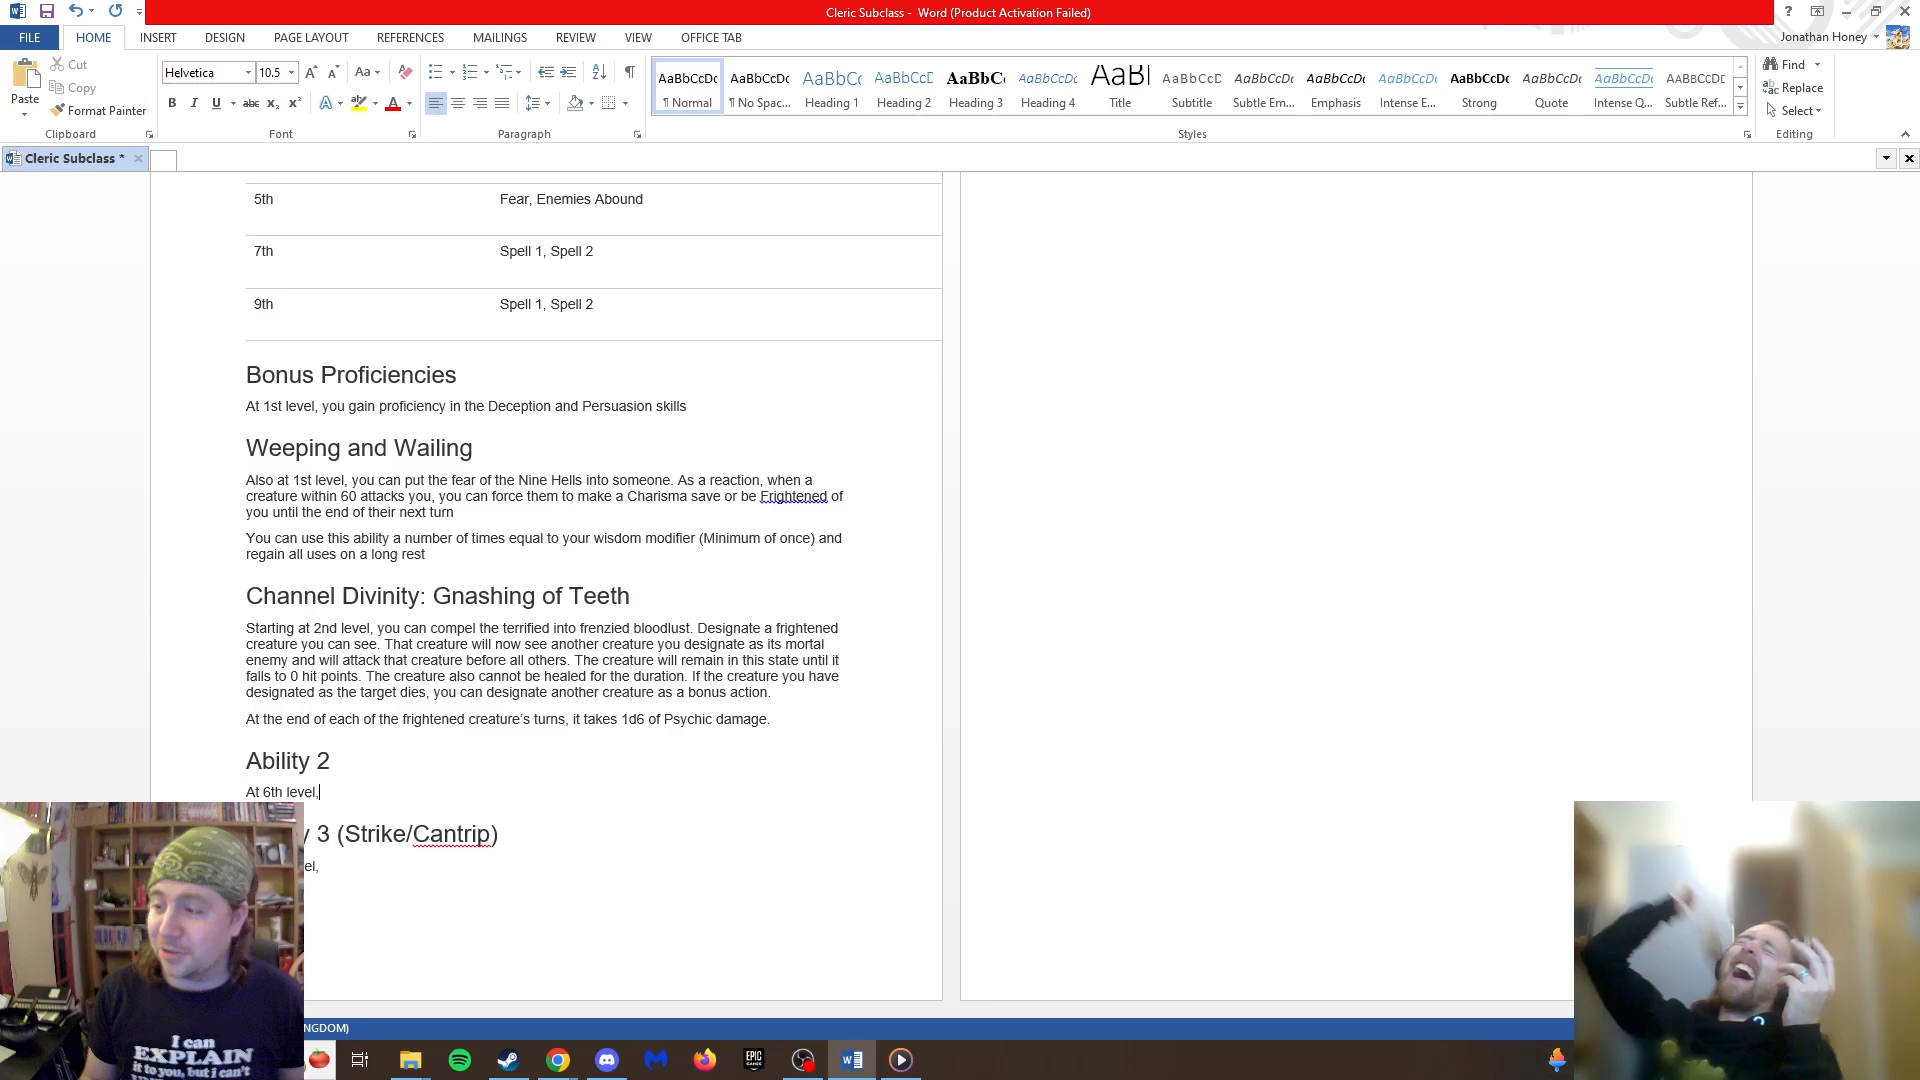 Cleric Subclass - Word (Product Activation Failed)
FILE HOME INSERT DESIGN PAGE LAYOUT REFERENCES MAILINGS REVIEW VIEW OFFICE TAB Jonathan Honey
Paste Cut Copy Format Painter Clipboard
Helvetica 10.5 Font
Paragraph
AaBbCcDc AaBbCcDc AaBbCc AaBbCcD AaBbC AaBbCcDc AaBl AaBbCcD AaBbCcDc AaBbCcDc AaBbCcDc AaBbCcDc AaBbCcDc AaBbCcDc AABBCCDE
¶ Normal ¶ No Spac... Heading 1 Heading 2 Heading 3 Heading 4 Title Subtitle Subtle Em... Emphasis Intense E... Strong Quote Intense Q... Subtle Ref...
Styles
Find
Replace
Select
Editing
Cleric Subclass *
5th Fear, Enemies Abound
7th Spell 1, Spell 2
9th Spell 1, Spell 2
Bonus Proficiencies
At 1st level, you gain proficiency in the Deception and Persuasion skills
Weeping and Wailing
Also at 1st level, you can put the fear of the Nine Hells into someone. As a reaction, when a
creature within 60 attacks you, you can force them to make a Charisma save or be Frightened of
you until the end of their next turn
You can use this ability a number of times equal to your wisdom modifier (Minimum of once) and
regain all uses on a long rest
Channel Divinity: Gnashing of Teeth
Starting at 2nd level, you can compel the terrified into frenzied bloodlust. Designate a frightened
creature you can see. That creature will now see another creature you designate as its mortal
enemy and will attack that creature before all others. The creature will remain in this state until it
falls to 0 hit points. The creature also cannot be healed for the duration. If the creature you have
designated as the target dies, you can designate another creature as a bonus action.
At the end of each of the frightened creature’s turns, it takes 1d6 of Psychic damage.
Ability 2
At 6th level,
y 3 (Strike/Cantrip)
el,
I can
EXPLAIN
it to you, but i can't
NGDOM)
EPIC
GAMES